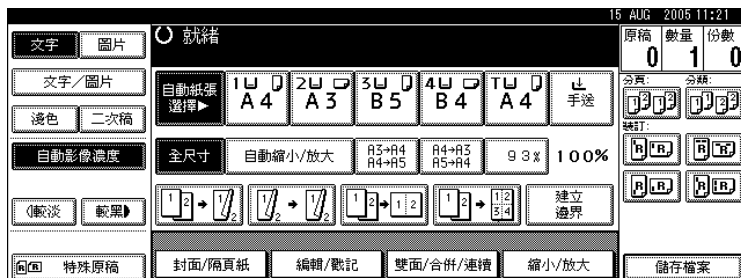 15 AUG 2005 11:21
文字 圖片
就緒
原稿 數量 份數
0 1 0
文字/圖片
自動紙張選擇▶
1 A4
2 A3
3 B5
4 B4
T A4
手送
分頁: 分類:
淺色 二次稿
裝訂:
自動影像濃度
全尺寸 自動縮小/放大 A3→A4 A4→A5 A4→A3 A5→A4 93% 100%
較淡 較黑
建立邊界
特殊原稿
封面/隔頁紙 編輯/戳記 雙面/合併/連續 縮小/放大
儲存檔案